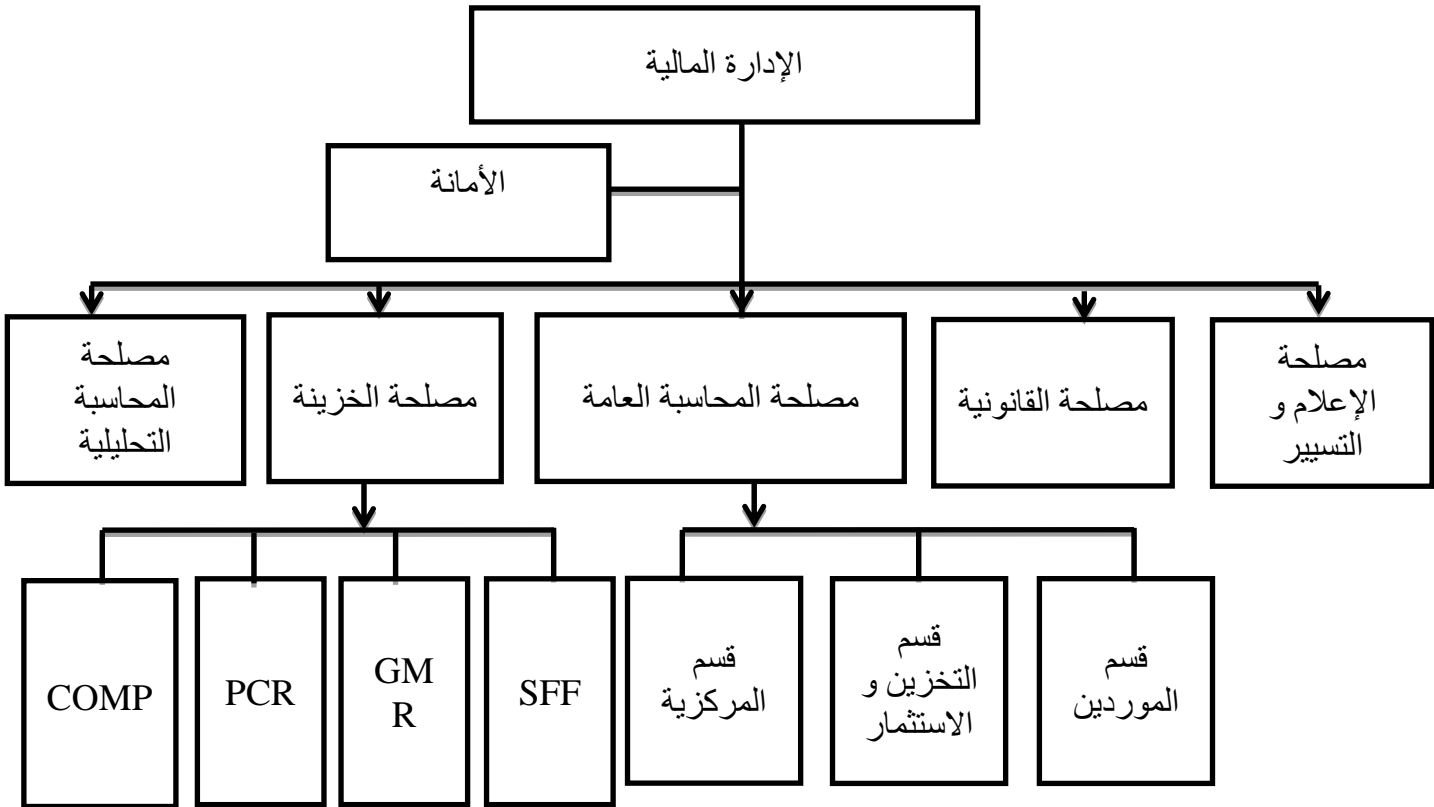 الإدارة المالية
الأمانة
مصلحة
الإعلام و
التسيير
مصلحة القانونية
مصلحة المحاسبة العامة
مصلحة الخزينة
مصلحة
المحاسبة
التحليلية
قسم
الموردين
قسم
التخزين و
الاستثمار
قسم
المركزية
SFF
GM
R
PCR
COMP